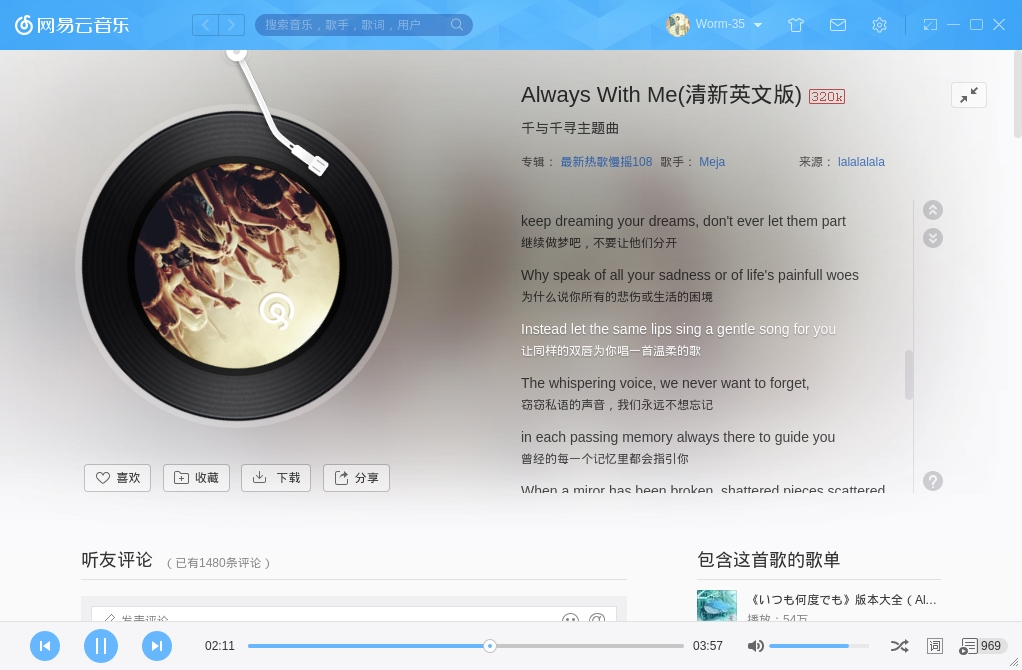 网易云音乐
搜索音乐，歌手，歌词，用户
Worm-35
Always With Me(清新英文版) 320k
千与千寻主题曲
专辑： 最新热歌慢摇108 歌手： Meja 来源： lalalalala
keep dreaming your dreams, don't ever let them part
继续做梦吧，不要让他们分开
Why speak of all your sadness or of life's painfull woes
为什么说你所有的悲伤或生活的困境
Instead let the same lips sing a gentle song for you
让同样的双唇为你唱一首温柔的歌
The whispering voice, we never want to forget,
窃窃私语的声音，我们永远不想忘记
in each passing memory always there to guide you
曾经的每一个记忆里都会指引你
When a miror has been broken, shattered pieces scattered
喜欢 收藏 下载 分享
听友评论 （已有1480条评论）
包含这首歌的歌单
发表评论
《いつも何度でも》版本大全（Al...
播放：54万
02:11 03:57 词 969